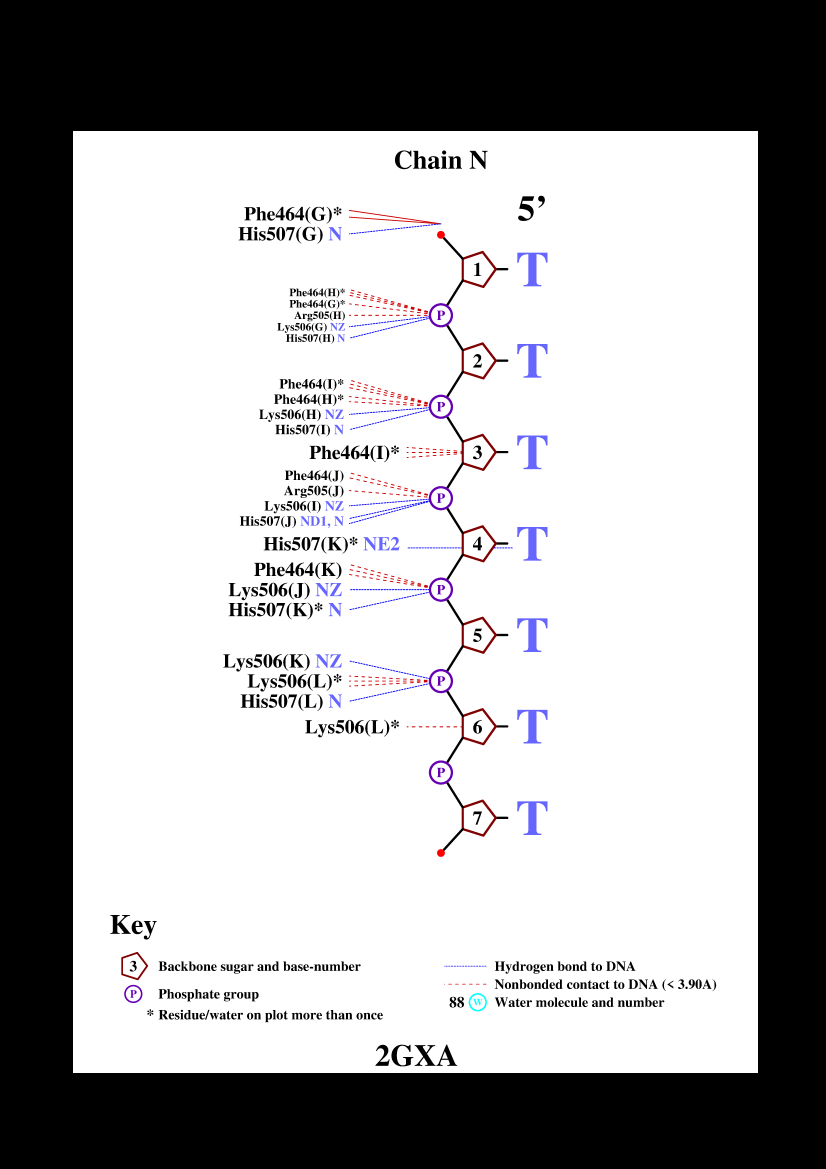 Chain N
5’
Phe464(G)*
His507(G) N
1 T
Phe464(H)*
Phe464(G)*
Arg505(H)
P
Lys506(G) NZ
His507(H) N
2 T
Phe464(I)*
Phe464(H)*
P
Lys506(H) NZ
His507(I) N
Phe464(I)* 3 T
Phe464(J)
Arg505(J)
P
Lys506(I) NZ
His507(J) ND1, N
His507(K)* NE2 4 T
Phe464(K)
Lys506(J) NZ P
His507(K)* N
5 T
Lys506(K) NZ
Lys506(L)* P
His507(L) N
Lys506(L)* 6 T
P
7 T
Key
3 Backbone sugar and base-number
P Phosphate group
* Residue/water on plot more than once
Hydrogen bond to DNA
Nonbonded contact to DNA (< 3.90A)
88 W Water molecule and number
2GXA